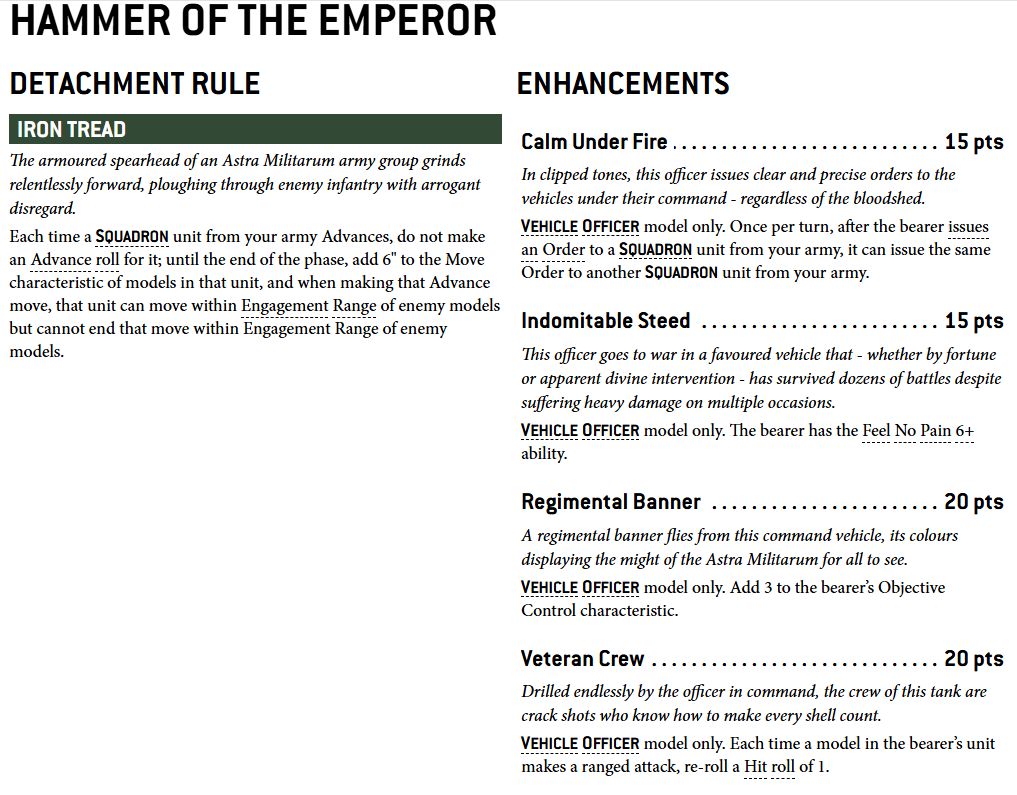 HAMMER OF THE EMPEROR
DETACHMENT RULE
IRON TREAD
The armoured spearhead of an Astra Militarum army group grinds
relentlessly forward, ploughing through enemy infantry with arrogant
disregard.
Each time a SQUADRON unit from your army Advances, do not make
an Advance roll for it; until the end of the phase, add 6" to the Move
characteristic of models in that unit, and when making that Advance
move, that unit can move within Engagement Range of enemy models
but cannot end that move within Engagement Range of enemy
models.
ENHANCEMENTS
Calm Under Fire . . . . . . . . . . . . . . . . . . . . . . . . . . 15 pts
In clipped tones, this officer issues clear and precise orders to the
vehicles under their command - regardless of the bloodshed.
VEHICLE OFFICER model only. Once per turn, after the bearer issues
an Order to a SQUADRON unit from your army, it can issue the same
Order to another SQUADRON unit from your army.
Indomitable Steed . . . . . . . . . . . . . . . . . . . . . . . . 15 pts
This officer goes to war in a favoured vehicle that - whether by fortune
or apparent divine intervention - has survived dozens of battles despite
suffering heavy damage on multiple occasions.
VEHICLE OFFICER model only. The bearer has the Feel No Pain 6+
ability.
Regimental Banner . . . . . . . . . . . . . . . . . . . . . . . 20 pts
A regimental banner flies from this command vehicle, its colours
displaying the might of the Astra Militarum for all to see.
VEHICLE OFFICER model only. Add 3 to the bearer's Objective
Control characteristic.
Veteran Crew . . . . . . . . . . . . . . . . . . . . . . . . . . . . 20 pts
Drilled endlessly by the officer in command, the crew of this tank are
crack shots who know how to make every shell count.
VEHICLE OFFICER model only. Each time a model in the bearer's unit
makes a ranged attack, re-roll a Hit roll of 1.